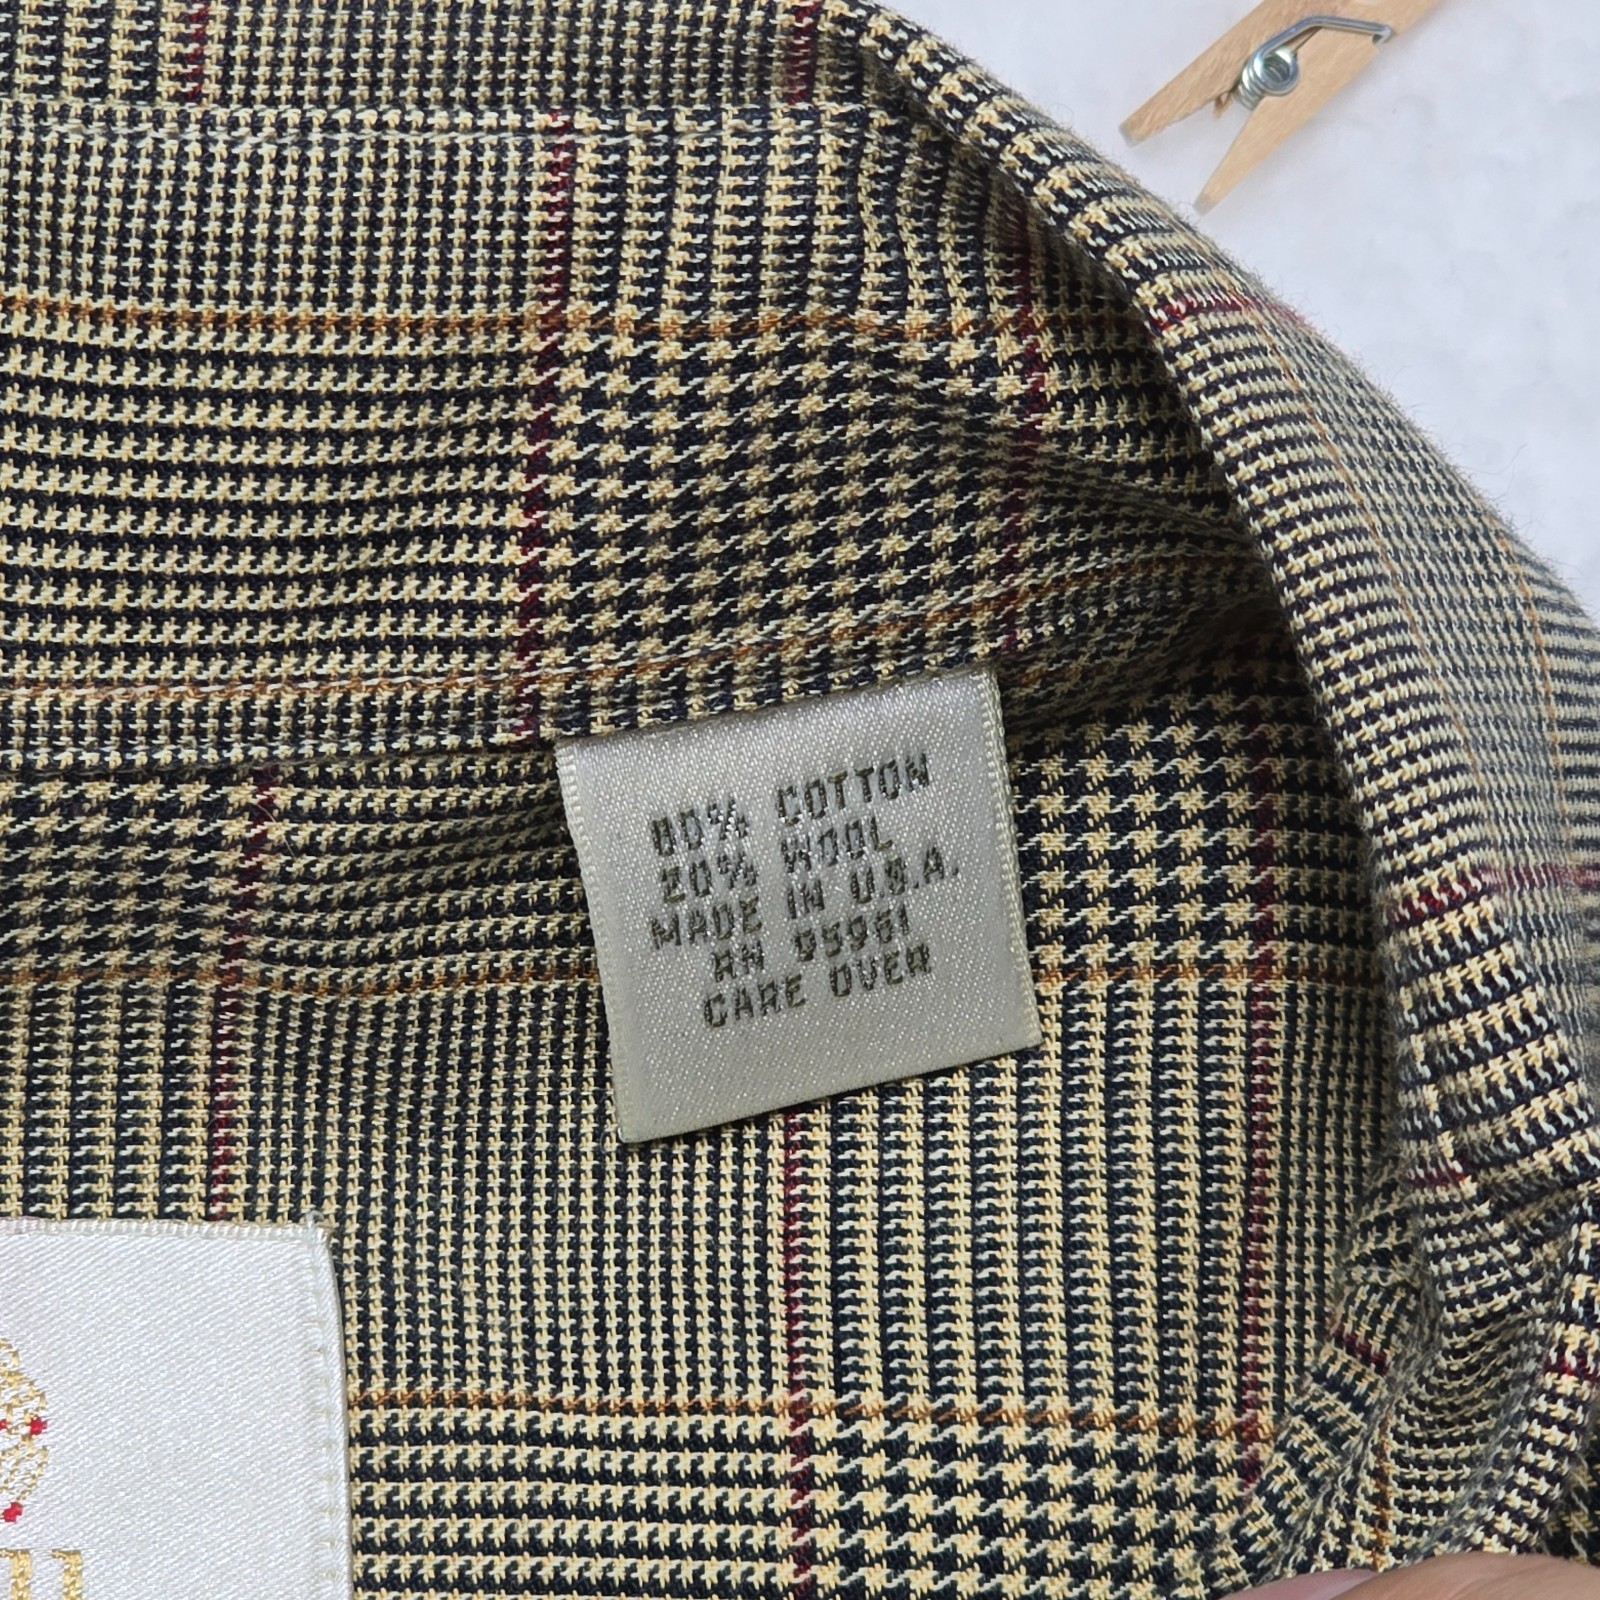 80% COTTON
20% WOOL
MADE IN U.S.A.
RN 95961
CARE OVER